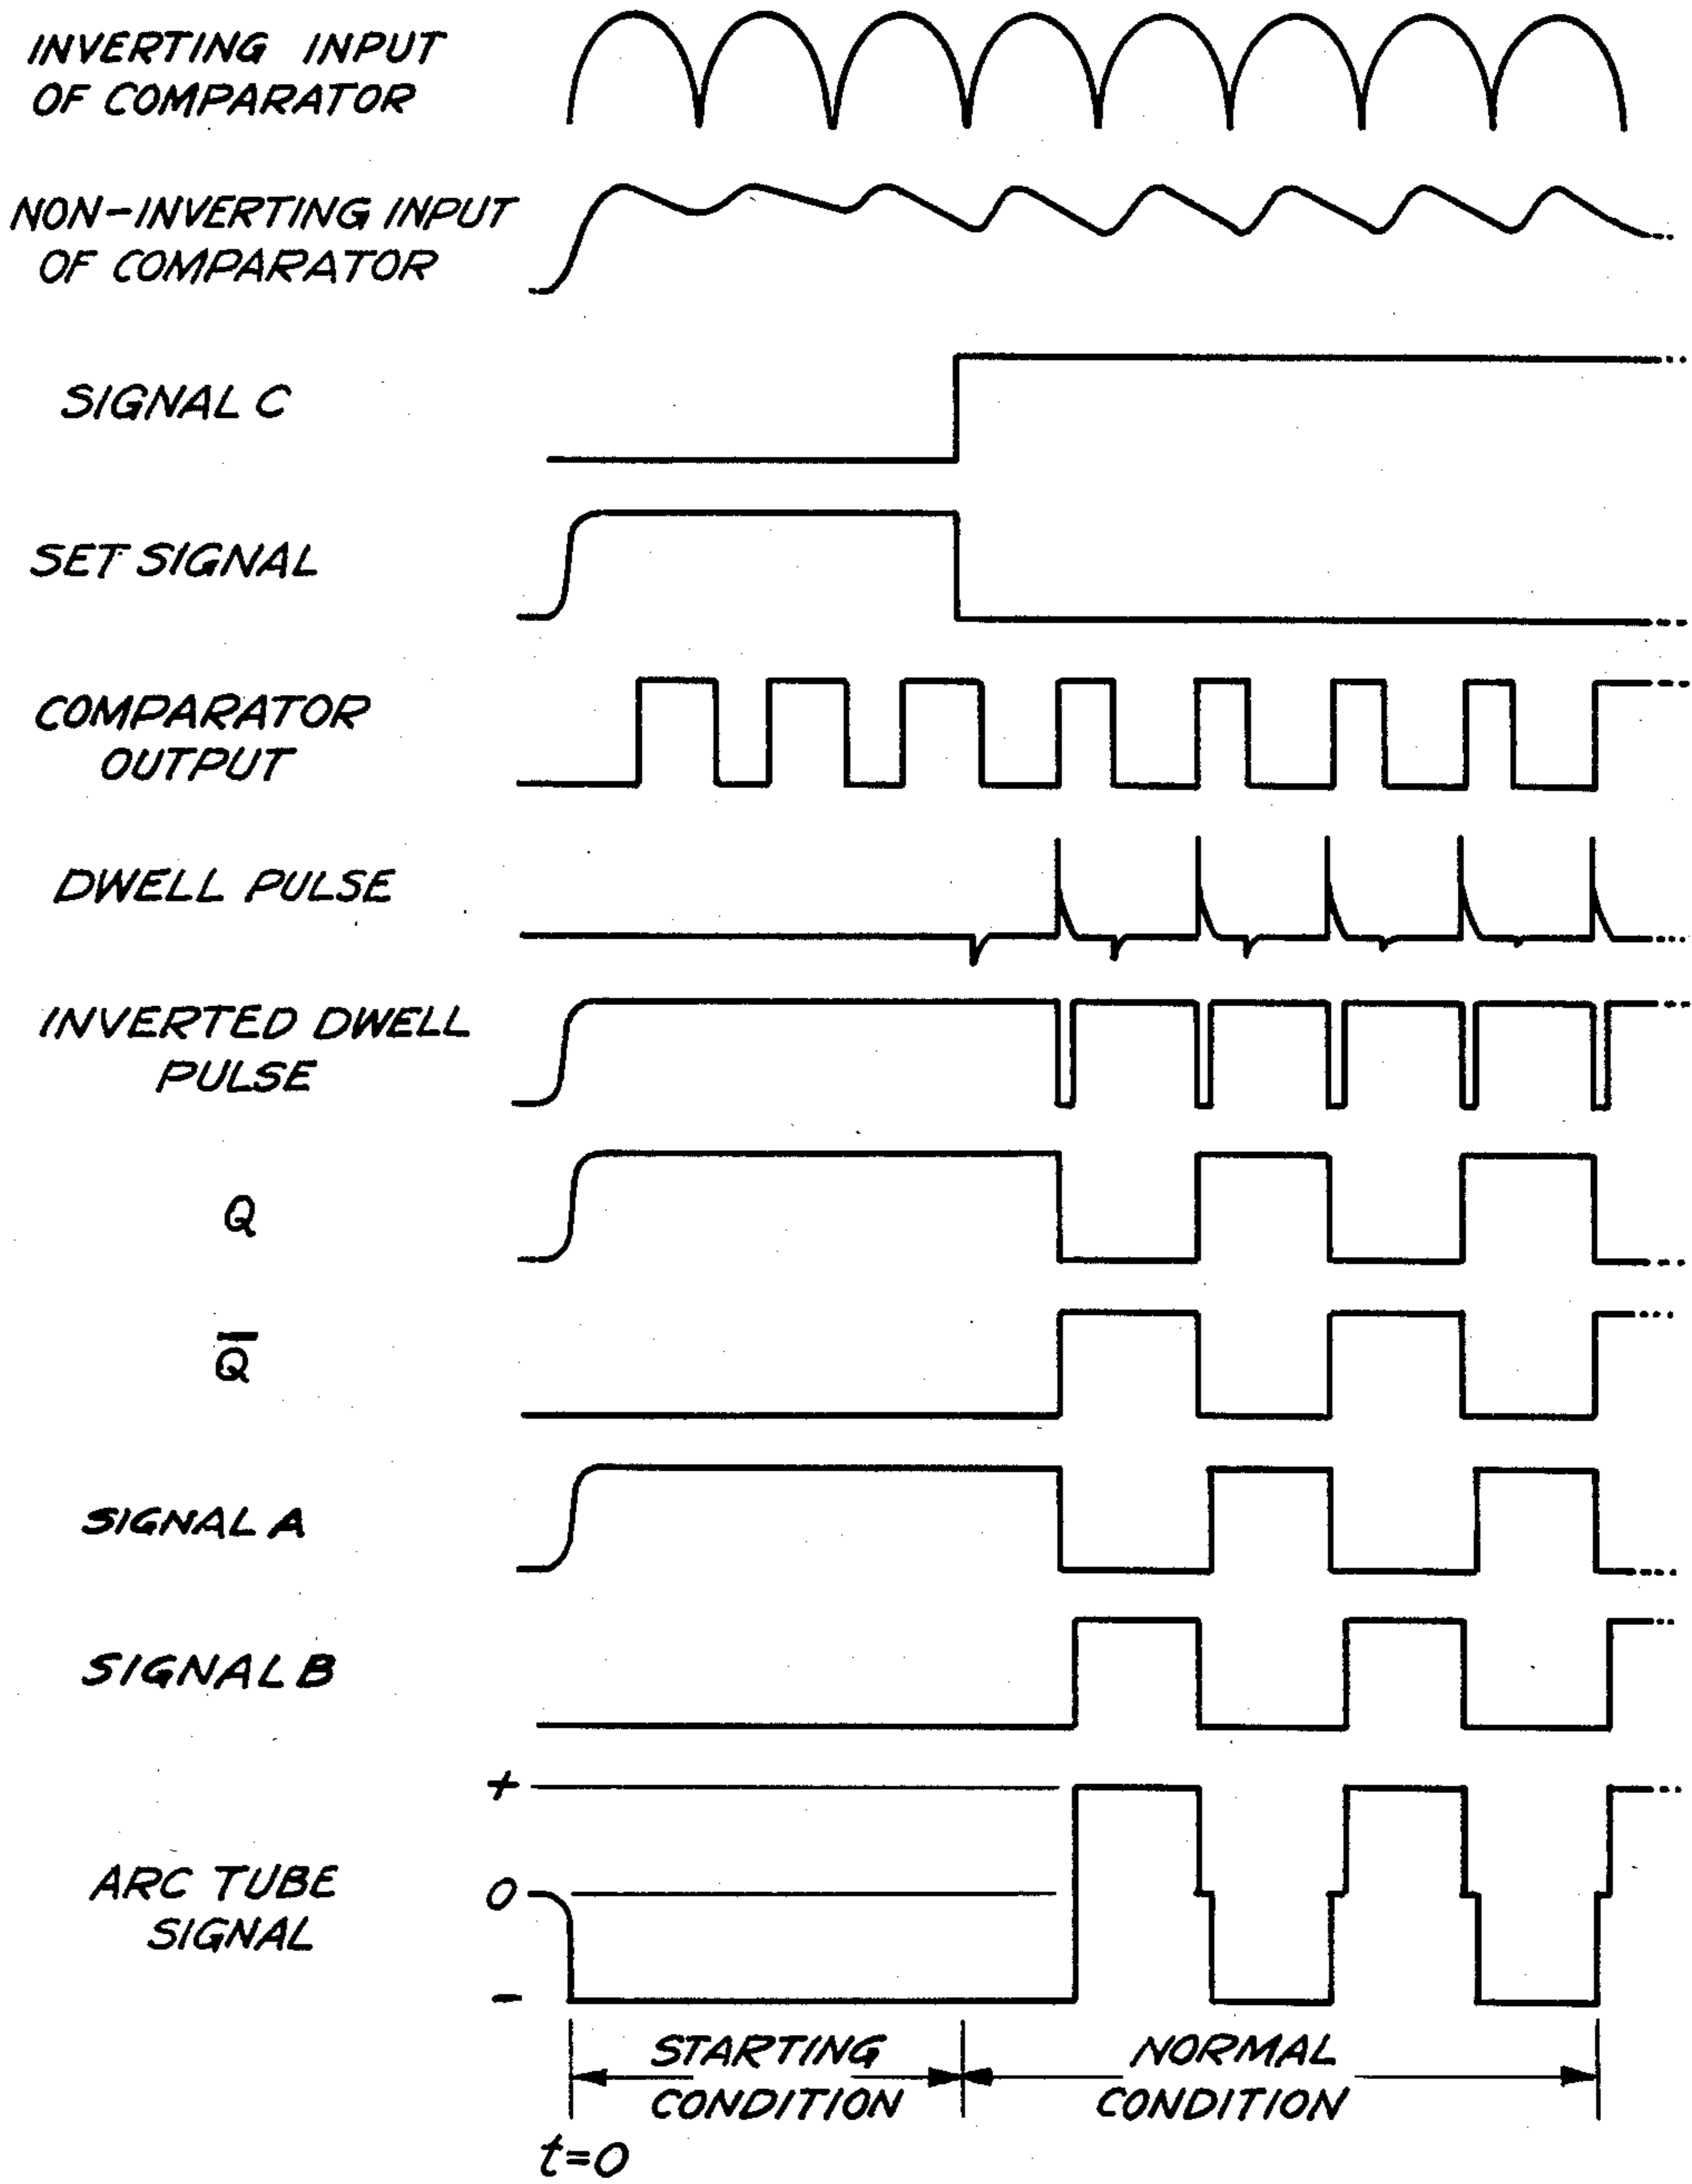 INVERTING INPUT
OF COMPARATOR
NON-INVERTING INPUT
OF COMPARATOR
SIGNAL C
SET SIGNAL
COMPARATOR
OUTPUT
DWELL PULSE
INVERTED DWELL
PULSE
Q
Q̅
SIGNAL A
SIGNAL B
+
ARC TUBE
SIGNAL
0
-
STARTING
CONDITION
NORMAL
CONDITION
t=0